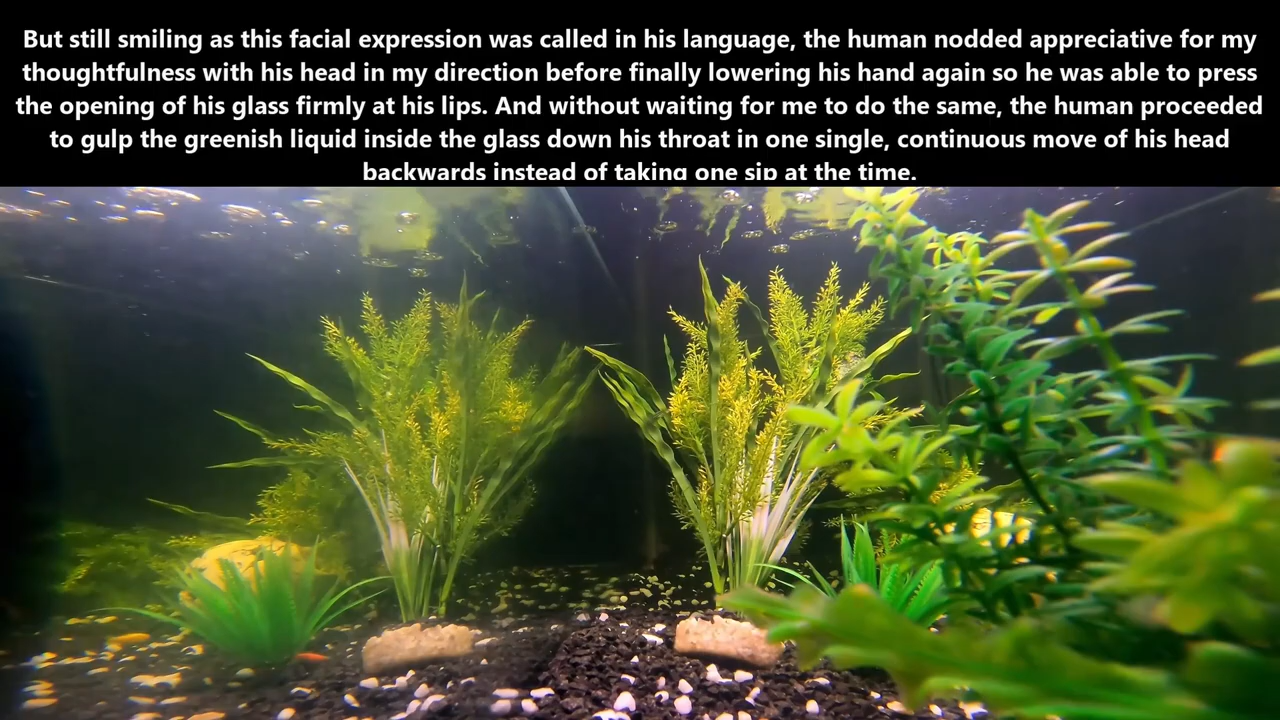 But still smiling as this facial expression was called in his language, the human nodded appreciative for my
thoughtfulness with his head in my direction before finally lowering his hand again so he was able to press
the opening of his glass firmly at his lips. And without waiting for me to do the same, the human proceeded
to gulp the greenish liquid inside the glass down his throat in one single, continuous move of his head
backwards instead of taking one sip at the time.